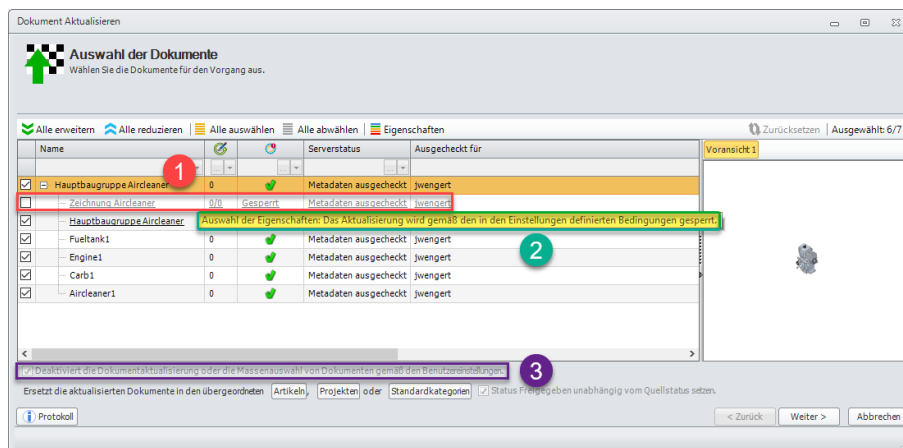 Dokument Aktualisieren
Auswahl der Dokumente
Wählen Sie die Dokumente für den Vorgang aus.
Alle erweitern Alle reduzieren Alle auswählen Alle abwählen Eigenschaften Zurücksetzen Ausgewählt: 6/7
Name Serverstatus Ausgecheckt für Voransicht 1
1
Hauptbaugruppe Aircleaner 0 Metadaten ausgecheckt jwengert
Zeichnung Aircleaner 0/0 Gesperrt Metadaten ausgecheckt jwengert
Hauptbaugruppe Aircleaner Auswahl der Eigenschaften: Das Aktualisierung wird gemäß den in den Einstellungen definierten Bedingungen gesperrt.
Fueltank1 0 Metadaten ausgecheckt jwengert
2
Engine1 0 Metadaten ausgecheckt jwengert
Carb1 0 Metadaten ausgecheckt jwengert
Aircleaner1 0 Metadaten ausgecheckt jwengert
Deaktiviert die Dokumentaktualisierung oder die Massenauswahl von Dokumenten gemäß den Benutzereinstellungen. 3
Ersetzt die aktualisierten Dokumente in den übergeordneten Artikeln, Projekten oder Standardkategorien Status Freigegeben unabhängig vom Quellstatus setzen.
Protokoll < Zurück Weiter > Abbrechen